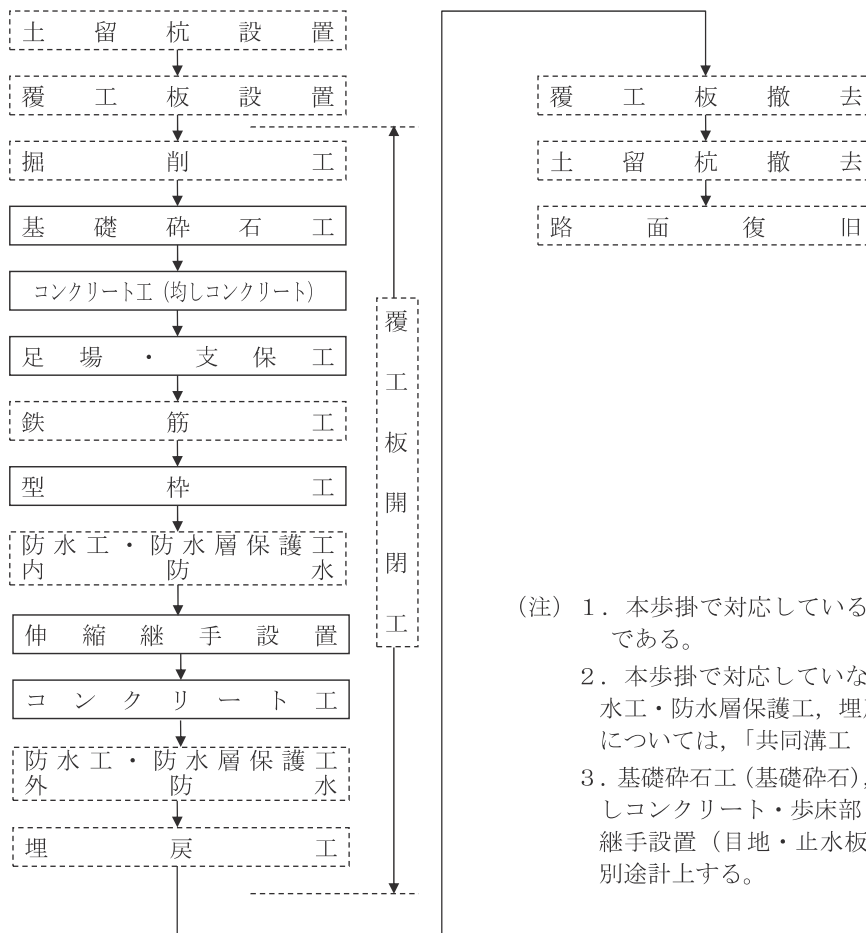 土留杭設置
覆工板設置
掘削工
基礎砕石工
コンクリート工（均しコンクリート）
足場・支保工
鉄筋工
型枠工
防水工・防水層保護工
内防水
伸縮継手設置
コンクリート工
防水工・防水層保護工
外防水
埋戻工
覆工板開閉工
覆工板撤去
土留杭撤去
路面復旧
（注）１．本歩掛で対応している
である。
２．本歩掛で対応していな
水工・防水層保護工，埋
については，「共同溝工
３．基礎砕石工（基礎砕石），
しコンクリート・歩床部
継手設置（目地・止水板
別途計上する。